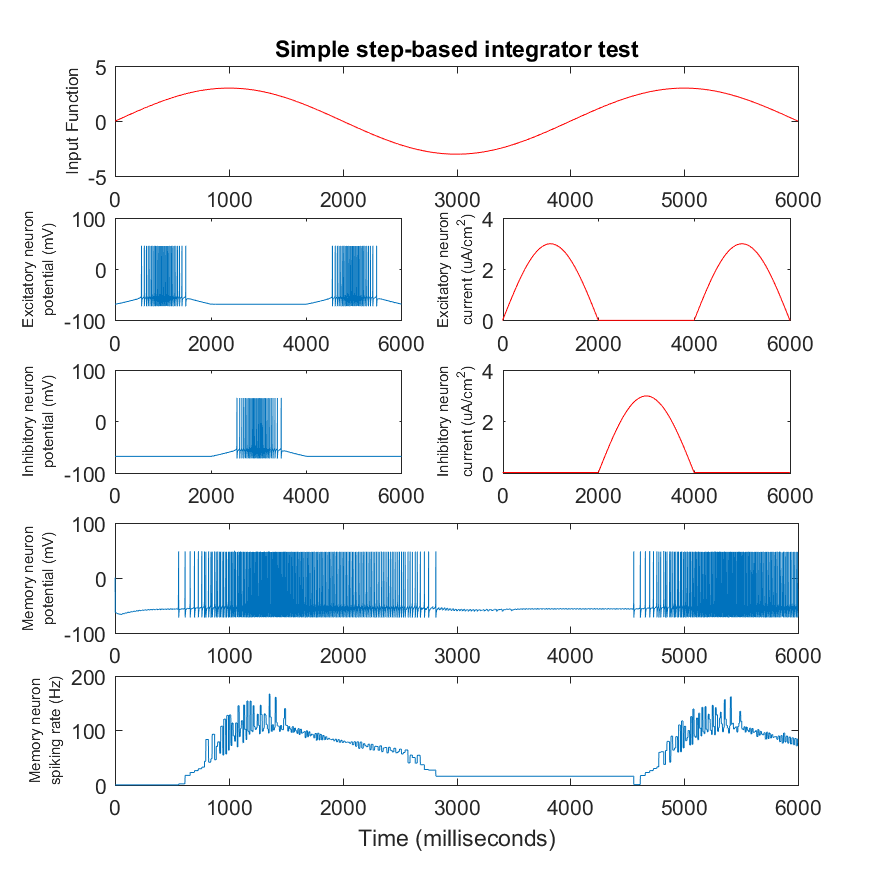 Simple step-based integrator test
5
0
-5
Input Function
0 1000 2000 3000 4000 5000 6000
100
0
-100
Excitatory neuron
potential (mV)
0 2000 4000 6000
4
2
0
Excitatory neuron
current (uA/cm²)
0 2000 4000 6000
100
0
-100
Inhibitory neuron
potential (mV)
0 2000 4000 6000
4
2
0
Inhibitory neuron
current (uA/cm²)
0 2000 4000 6000
100
0
-100
Memory neuron
potential (mV)
0 1000 2000 3000 4000 5000 6000
200
100
0
Memory neuron
spiking rate (Hz)
0 1000 2000 3000 4000 5000 6000
Time (milliseconds)